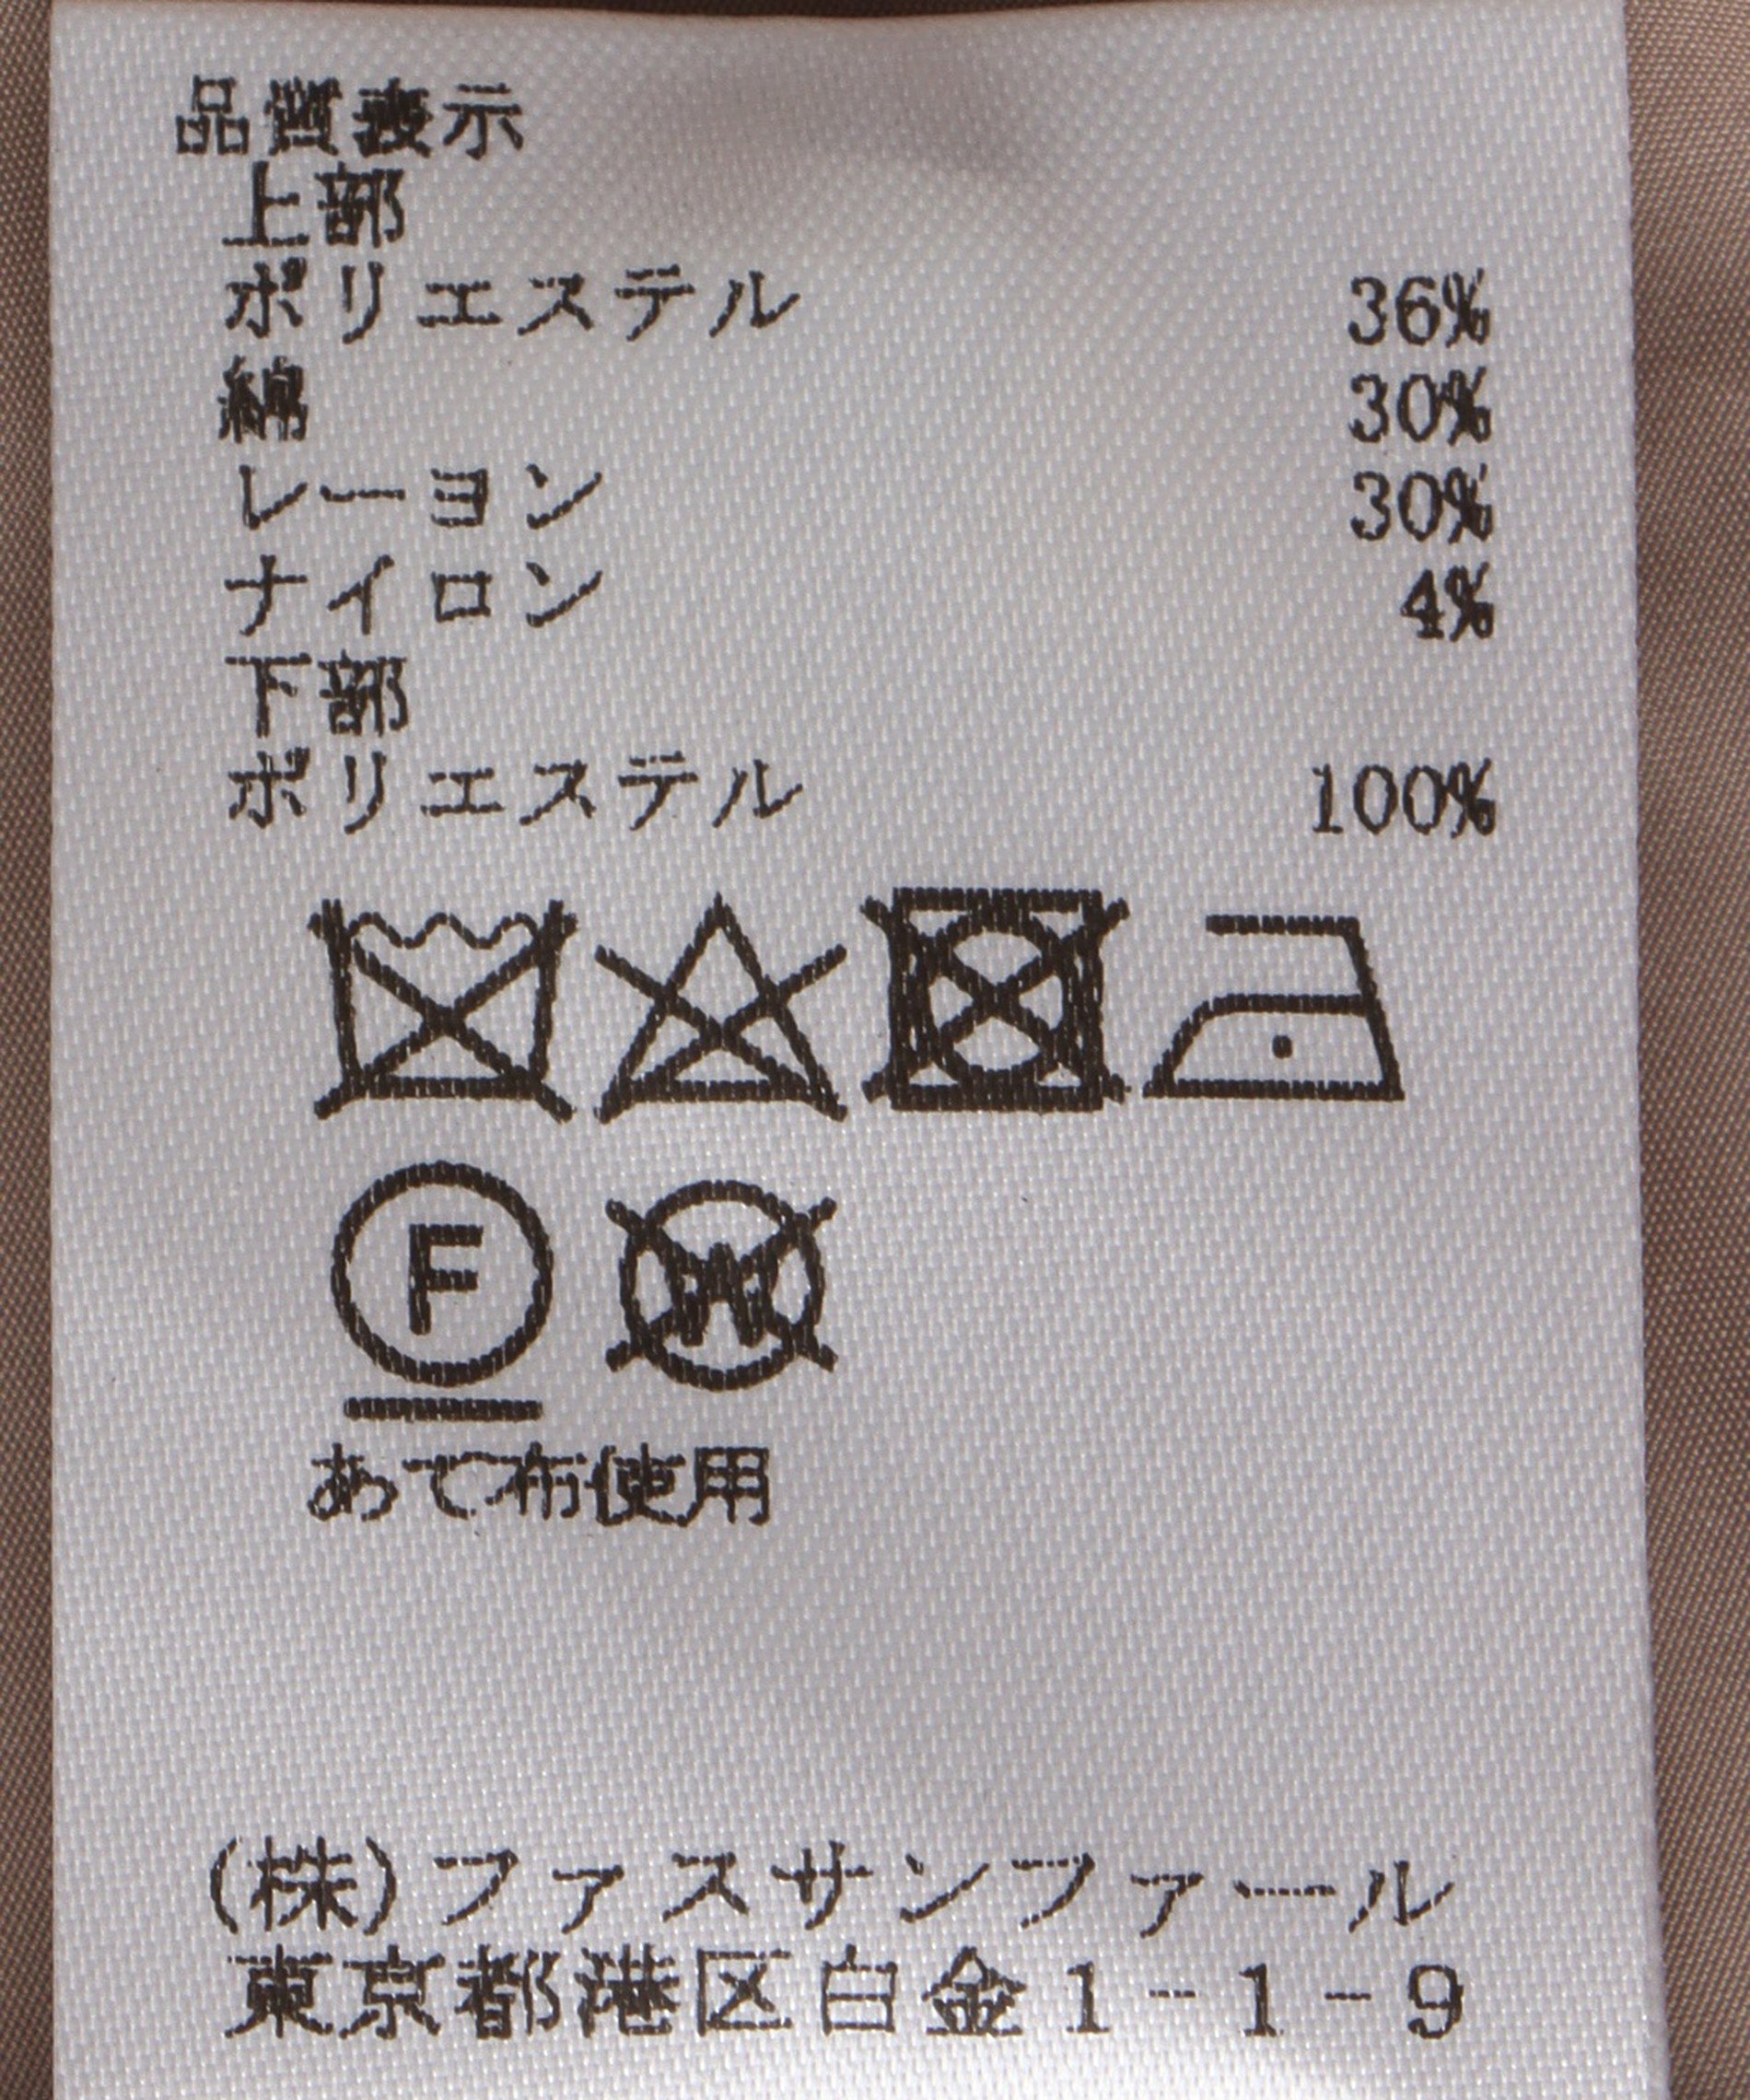 品質表示
上部
ポリエステル 36%
綿 30%
レーヨン 30%
ナイロン 4%
下部
ポリエステル 100%
F W
あて布使用
(株)ファスサンファール
東京都港区白金1-1-9